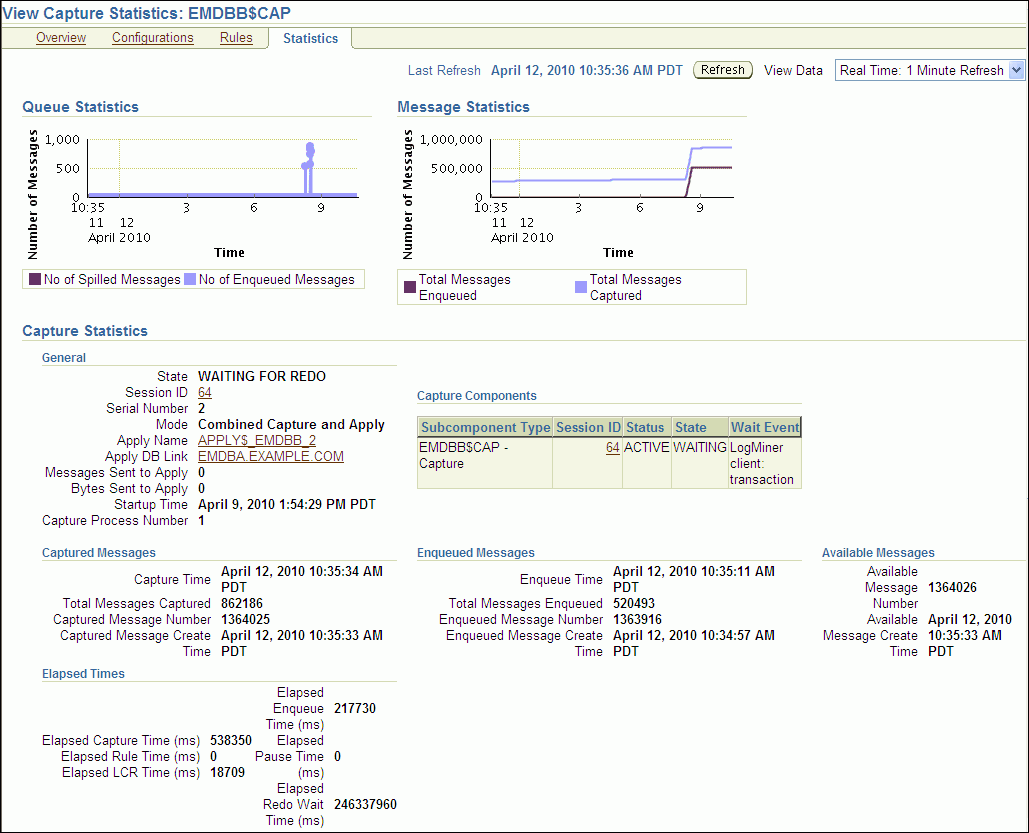 View Capture Statistics: EMDBB$CAP
Overview Configurations Rules Statistics
Last Refresh April 12, 2010 10:35:36 AM PDT Refresh View Data Real Time: 1 Minute Refresh
Queue Statistics
Number of Messages
1,000
500
0
10:35 3 6 9
11 12
April 2010
Time
No of Spilled Messages No of Enqueued Messages
Message Statistics
Number of Messages
1,000,000
500,000
0
10:35 3 6 9
11 12
April 2010
Time
Total Messages Enqueued
Total Messages Captured
Capture Statistics
General
State WAITING FOR REDO
Session ID 64
Serial Number 2
Mode Combined Capture and Apply
Apply Name APPLY$_EMDBB_2
Apply DB Link EMDBA.EXAMPLE.COM
Messages Sent to Apply 0
Bytes Sent to Apply 0
Startup Time April 9, 2010 1:54:29 PM PDT
Capture Process Number 1
Capture Components
Subcomponent Type Session ID Status State Wait Event
EMDBB$CAP - 64 ACTIVE WAITING LogMiner
Capture client:
transaction
Captured Messages
Capture Time April 12, 2010 10:35:34 AM
PDT
Total Messages Captured 862186
Captured Message Number 1364025
Captured Message Create April 12, 2010 10:35:33 AM
Time PDT
Enqueued Messages
Enqueue Time April 12, 2010 10:35:11 AM
PDT
Total Messages Enqueued 520493
Enqueued Message Number 1363916
Enqueued Message Create April 12, 2010 10:34:57 AM
Time PDT
Available Messages
Available
Message 1364026
Number
Available April 12, 2010
Message Create 10:35:33 AM
Time PDT
Elapsed Times
Elapsed Capture Time (ms) 538350
Elapsed Rule Time (ms) 0
Elapsed LCR Time (ms) 18709
Elapsed
Enqueue 217730
Time (ms)
Elapsed
Pause Time 0
(ms)
Elapsed
Redo Wait 246337960
Time (ms)